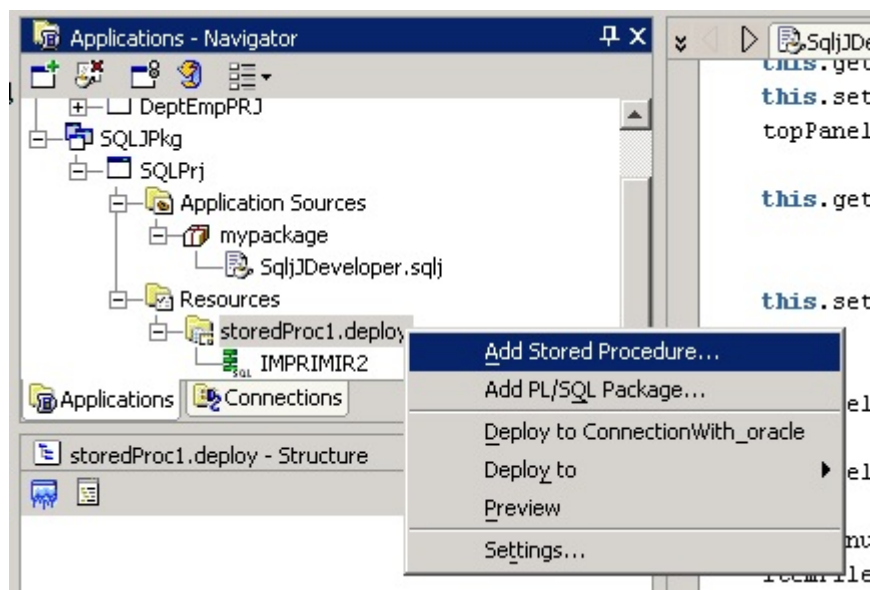 Applications - Navigator
DeptEmpPRJ
SQLJPkg
SQLPrj
Application Sources
mypackage
SqljJDeveloper.sqlj
Resources
storedProc1.deploy
SQL
IMPRIMIR2
Applications
Connections
storedProc1.deploy - Structure
SqljJDe
this.get
this.set
topPanel
this.get
this.set
Add Stored Procedure...
Add PL/SQL Package...
Deploy to ConnectionWith_oracle
Deploy to
Preview
Settings...
el
el
nu